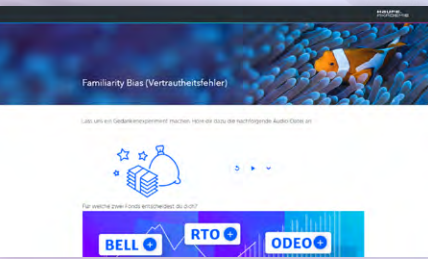 HAUFE.
AKADEMIE
Familiarity Bias (Vertrautheitsfehler)
Lass uns ein Gedankenexperiment machen. Höre dir dazu die nachfolgende Audio-Datei an
5
Für welche zwei Fonds entscheidest du dich?
BELL
RTO
ODEO